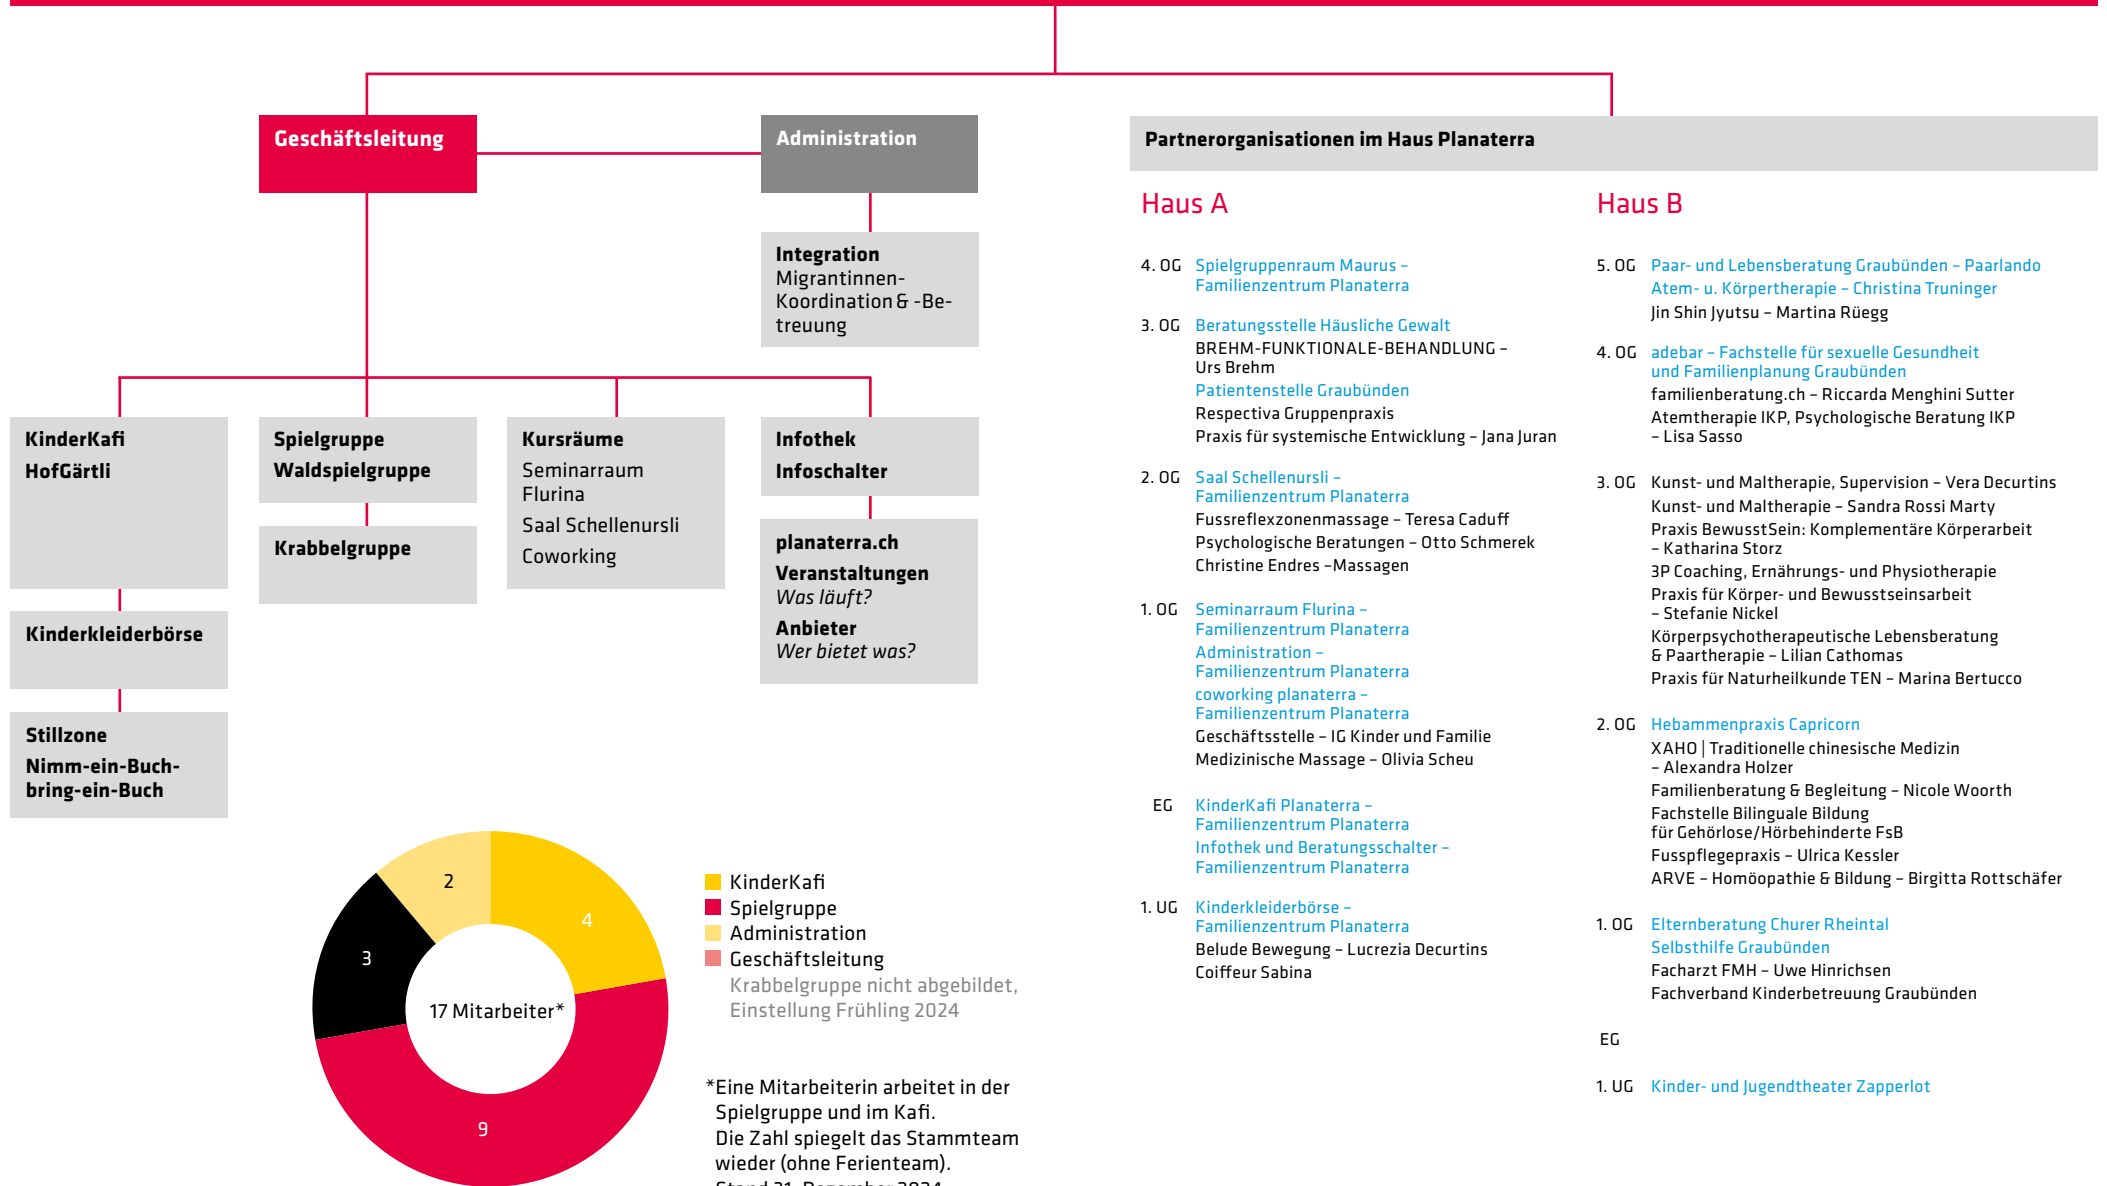 Geschäftsleitung
Administration
Integration
Migrantinnen-
Koordination & -Be-
treuung
KinderKafi
HofGärtli
Kinderkleiderbörse
Stillzone
Nimm-ein-Buch-
bring-ein-Buch
Spielgruppe
Waldspielgruppe
Krabbelgruppe
Kursräume
Seminarraum
Flurina
Saal Schellenursli
Coworking
Infothek
Infoschalter
planaterra.ch
Veranstaltungen
Was läuft?
Anbieter
Wer bietet was?
2
4
3
9
17 Mitarbeiter*
KinderKafi
Spielgruppe
Administration
Geschäftsleitung
Krabbelgruppe nicht abgebildet,
Einstellung Frühling 2024
*Eine Mitarbeiterin arbeitet in der
Spielgruppe und im Kafi.
Die Zahl spiegelt das Stammteam
wieder (ohne Ferienteam).
Stand 31. Dezember 2024
Partnerorganisationen im Haus Planaterra
Haus A
4. OG Spielgruppenraum Maurus –
Familienzentrum Planaterra
3. OG Beratungsstelle Häusliche Gewalt
BREHM-FUNKTIONALE-BEHANDLUNG –
Urs Brehm
Patientenstelle Graubünden
Respectiva Gruppenpraxis
Praxis für systemische Entwicklung – Jana Juran
2. OG Saal Schellenursli –
Familienzentrum Planaterra
Fussreflexzonenmassage – Teresa Caduff
Psychologische Beratungen – Otto Schmerek
Christine Endres –Massagen
1. OG Seminarraum Flurina –
Familienzentrum Planaterra
Administration –
Familienzentrum Planaterra
coworking planaterra –
Familienzentrum Planaterra
Geschäftsstelle – IG Kinder und Familie
Medizinische Massage – Olivia Scheu
EG KinderKafi Planaterra –
Familienzentrum Planaterra
Infothek und Beratungsschalter –
Familienzentrum Planaterra
1. UG Kinderkleiderbörse –
Familienzentrum Planaterra
Belude Bewegung – Lucrezia Decurtins
Coiffeur Sabina
Haus B
5. OG Paar- und Lebensberatung Graubünden – Paarlando
Atem- u. Körpertherapie – Christina Truninger
Jin Shin Jyutsu – Martina Rüegg
4. OG adebar – Fachstelle für sexuelle Gesundheit
und Familienplanung Graubünden
familienberatung.ch – Riccarda Menghini Sutter
Atemtherapie IKP, Psychologische Beratung IKP
– Lisa Sasso
3. OG Kunst- und Maltherapie, Supervision – Vera Decurtins
Kunst- und Maltherapie – Sandra Rossi Marty
Praxis BewusstSein: Komplementäre Körperarbeit
– Katharina Storz
3P Coaching, Ernährungs- und Physiotherapie
Praxis für Körper- und Bewusstseinsarbeit
– Stefanie Nickel
Körperpsychotherapeutische Lebensberatung
& Paartherapie – Lilian Cathomas
Praxis für Naturheilkunde TEN – Marina Bertucco
2. OG Hebammenpraxis Capricorn
XAHO | Traditionelle chinesische Medizin
– Alexandra Holzer
Familienberatung & Begleitung – Nicole Woorth
Fachstelle Bilinguale Bildung
für Gehörlose/Hörbehinderte FsB
Fusspflegepraxis – Ulrica Kessler
ARVE – Homöopathie & Bildung – Birgitta Rottschäfer
1. OG Elternberatung Churer Rheintal
Selbsthilfe Graubünden
Facharzt FMH – Uwe Hinrichsen
Fachverband Kinderbetreuung Graubünden
EG
1. UG Kinder- und Jugendtheater Zapperlot